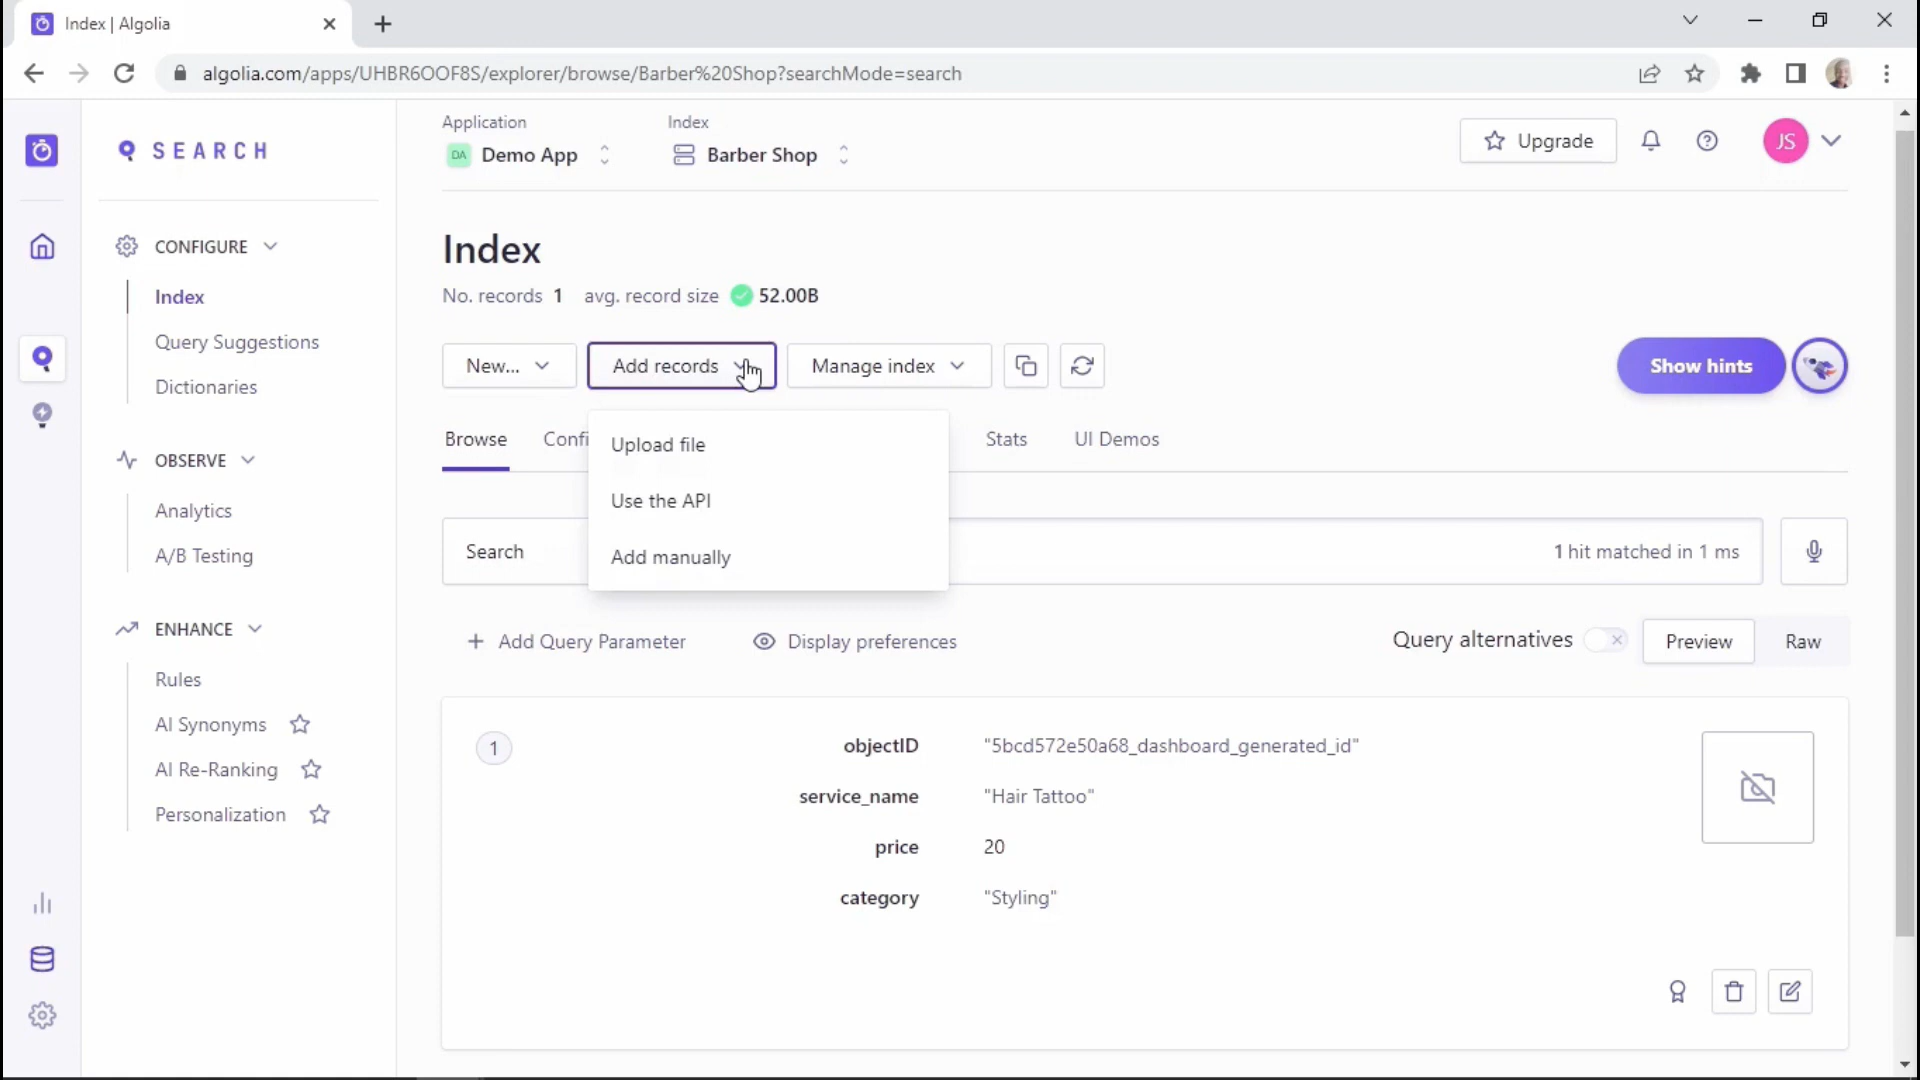 Index | Algolia
algolia.com/apps/UHBR6OOF8S/explorer/browse/Barber%20Shop?searchMode=search
SEARCH
Application
DA Demo App
Index
Barber Shop
Upgrade
JS
CONFIGURE
Index
Query Suggestions
Dictionaries
OBSERVE
Analytics
A/B Testing
ENHANCE
Rules
AI Synonyms
AI Re-Ranking
Personalization
Index
No. records 1 avg. record size 52.00B
New...
Add records
Manage index
Show hints
Browse
Confi
Stats
UI Demos
Upload file
Use the API
Add manually
Search
1 hit matched in 1 ms
Add Query Parameter
Display preferences
Query alternatives
Preview
Raw
1
objectID "5bcd572e50a68_dashboard_generated_id"
service_name "Hair Tattoo"
price 20
category "Styling"